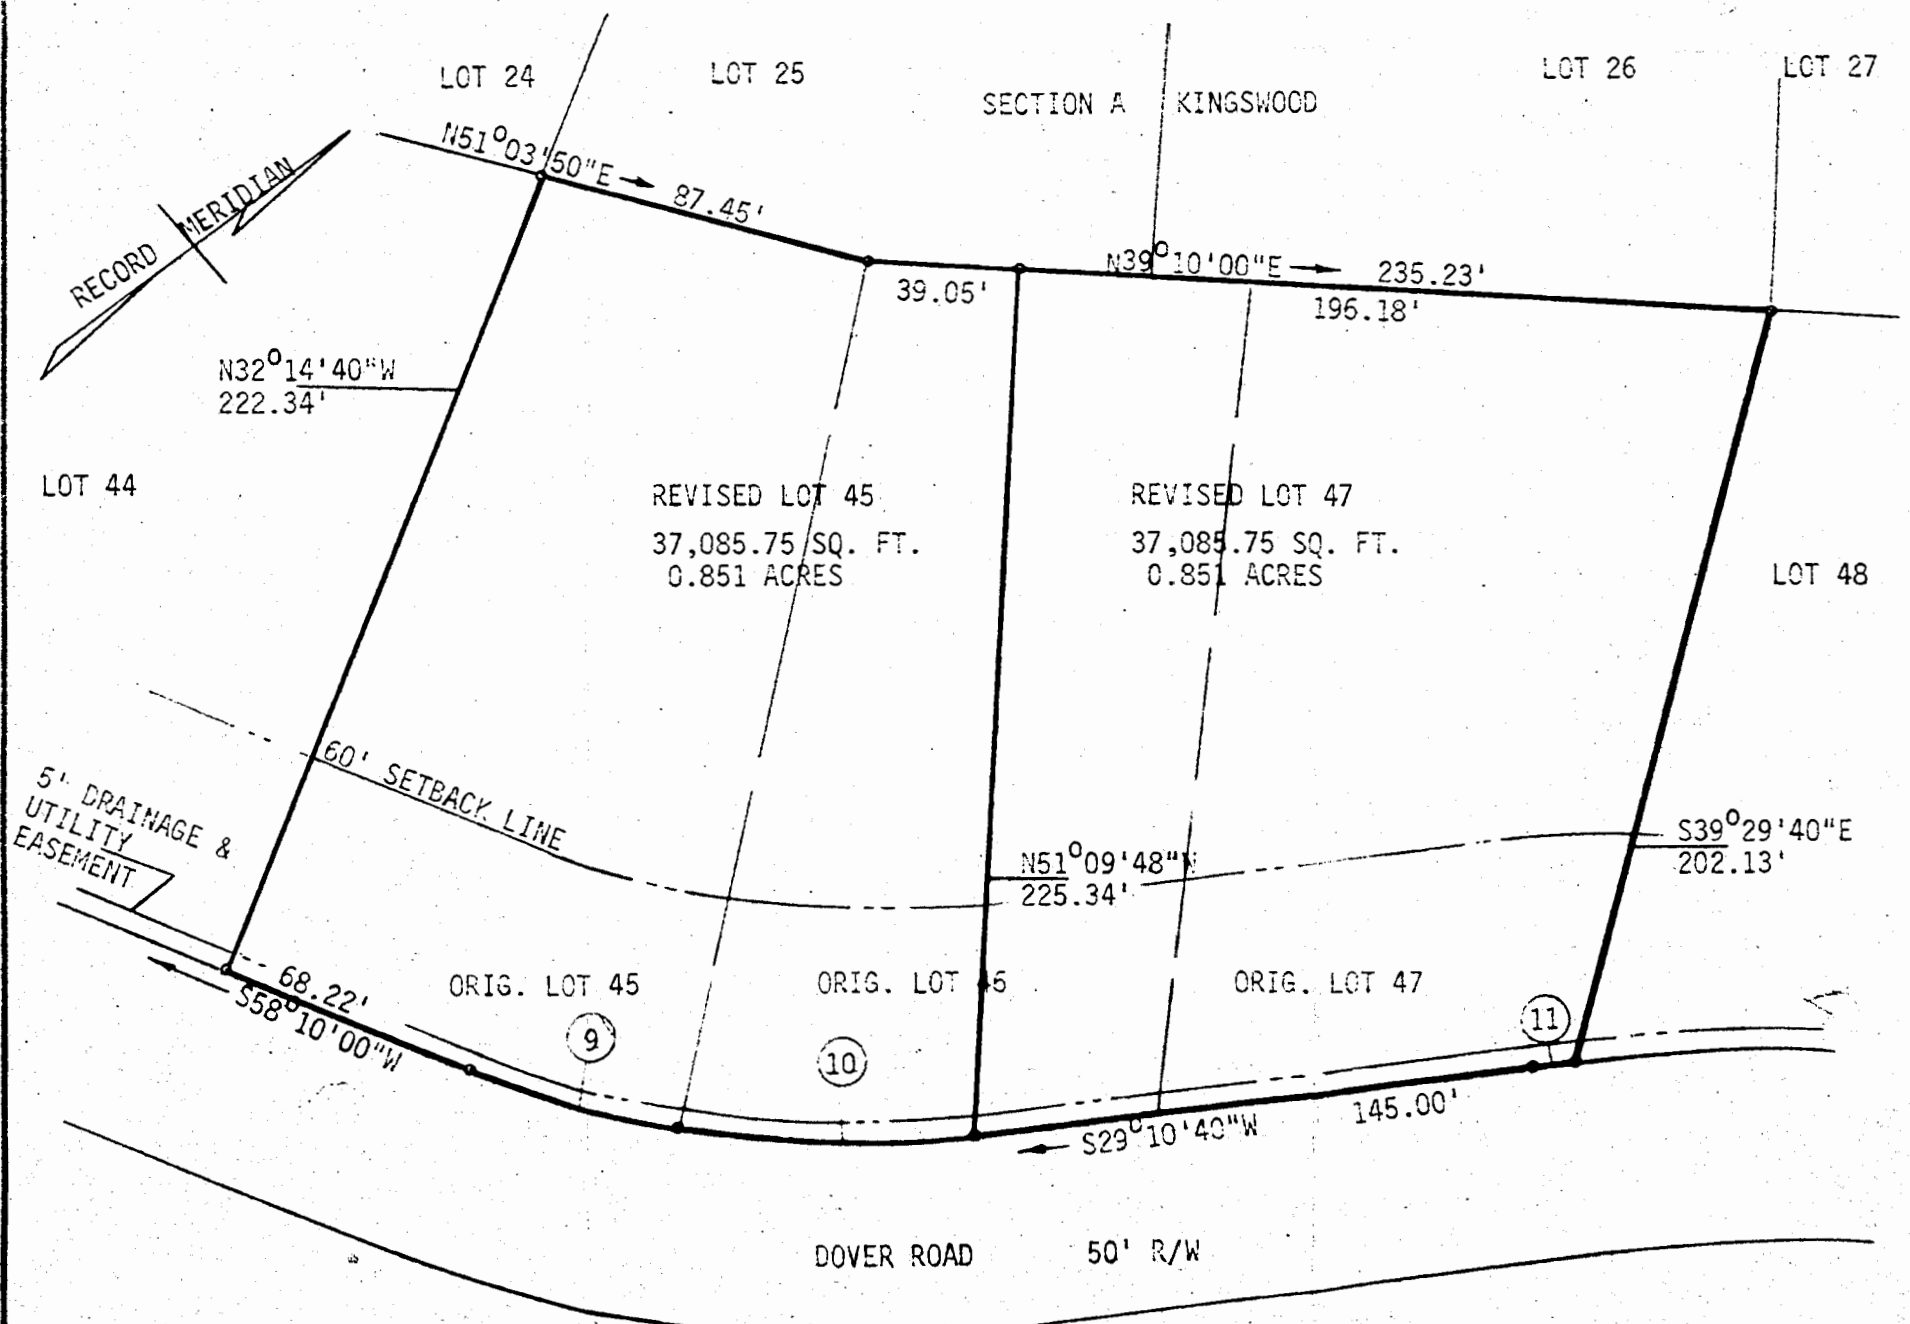 LOT 24
LOT 25
SECTION A KINGSWOOD
LOT 26
LOT 27
N51°03'50"E
87.45'
RECORD MERIDIAN
39.05'
N39°10'00"E
235.23'
196.18'
N32°14'40"W
222.34'
LOT 44
REVISED LOT 45
37,085.75 SQ. FT.
0.851 ACRES
REVISED LOT 47
37,085.75 SQ. FT.
0.851 ACRES
LOT 48
60' SETBACK LINE
5' DRAINAGE &
UTILITY
EASEMENT
N51°09'48"W
225.34'
S39°29'40"E
202.13'
68.22'
S58°10'00"W
ORIG. LOT 45
ORIG. LOT 46
ORIG. LOT 47
9
10
11
S29°10'40"W
145.00'
DOVER ROAD 50' R/W